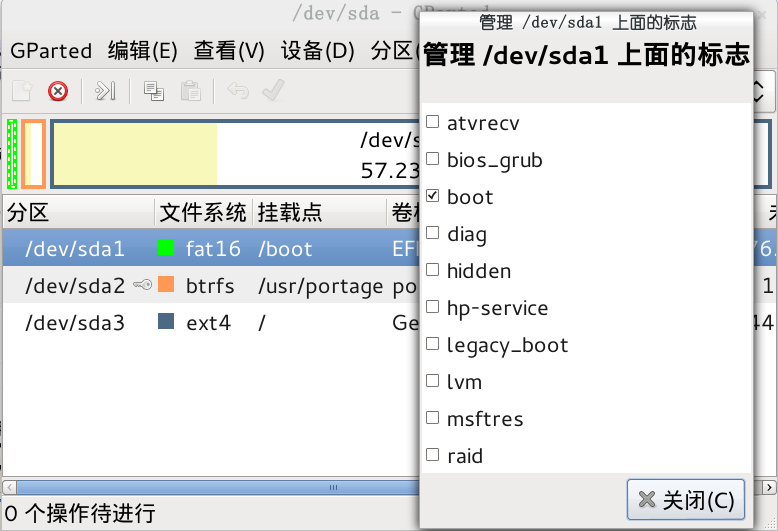 /dev/sda - GParted
GParted 编辑(E) 查看(V) 设备(D) 分区(
/dev/s
57.23
分区 文件系统 挂载点 卷标
/dev/sda1 fat16 /boot EFI
/dev/sda2 btrfs /usr/portage po 1
/dev/sda3 ext4 / Ge 44
0 个操作待进行
管理 /dev/sda1 上面的标志
管理 /dev/sda1 上面的标志
atvrecv
bios_grub
boot
diag
hidden
hp-service
legacy_boot
lvm
msftres
raid
关闭(C)